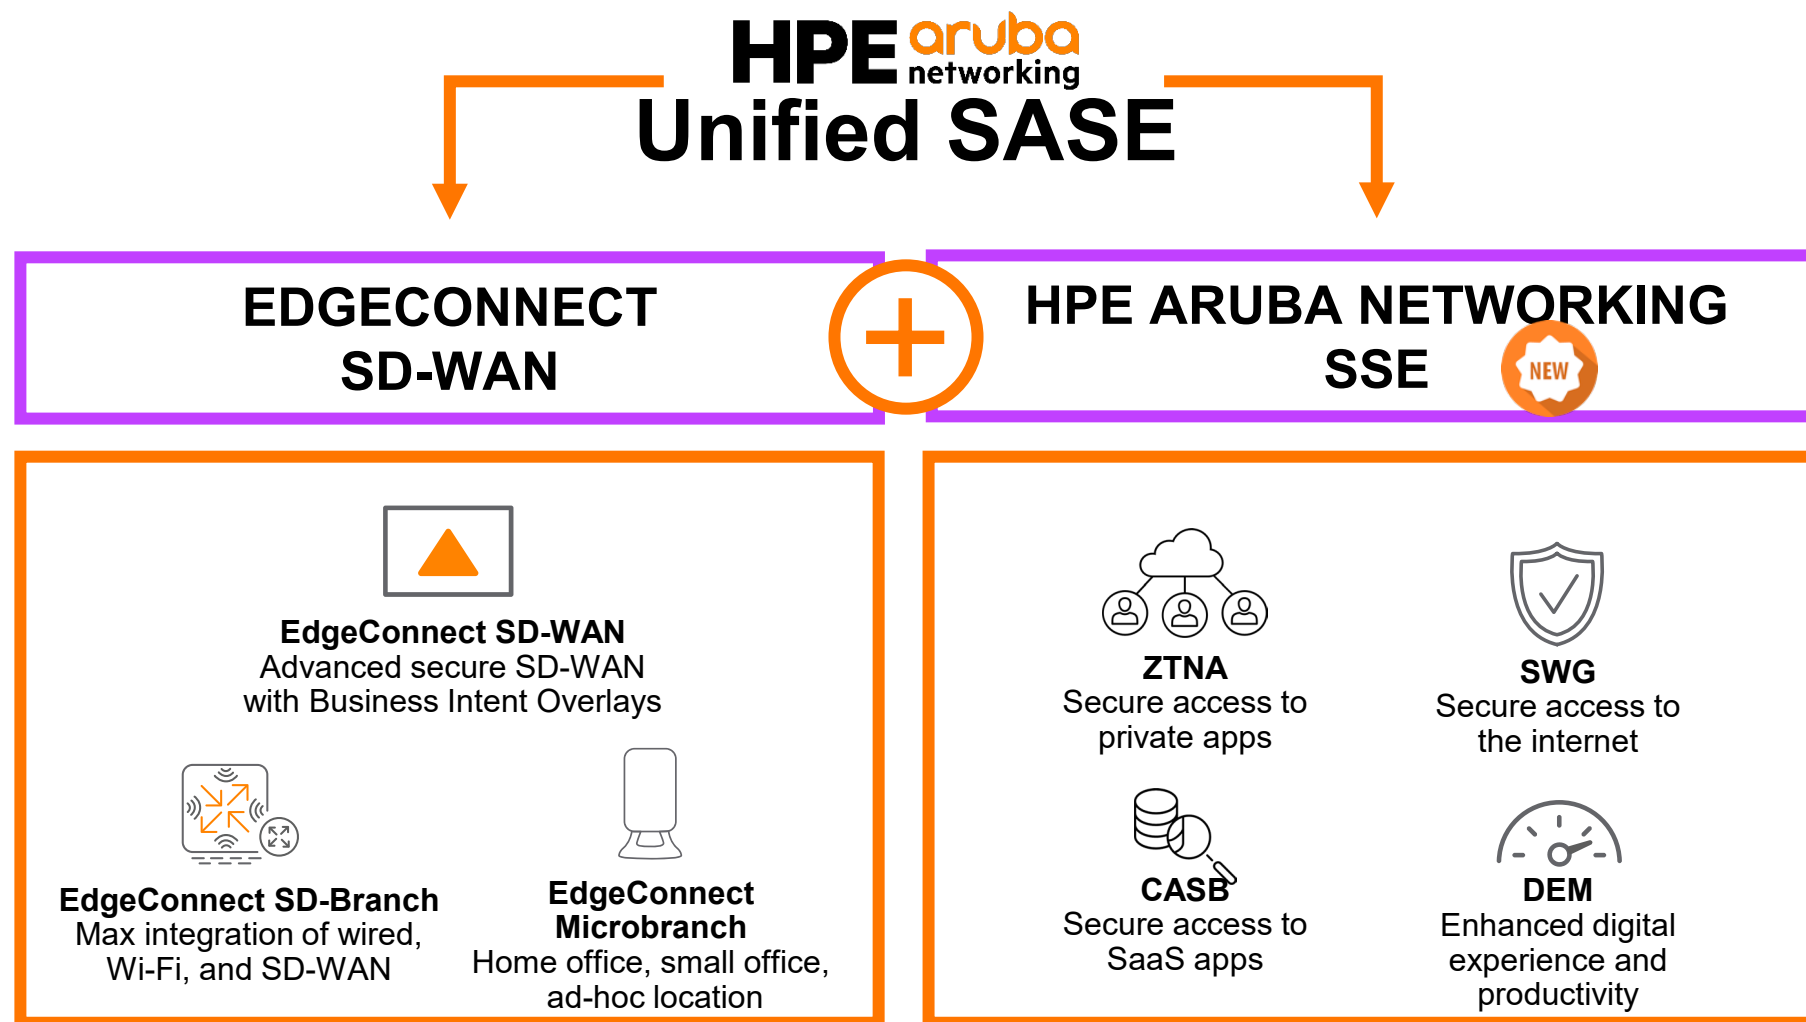 HPE aruba
networking
Unified SASE
EDGECONNECT
SD-WAN
HPE ARUBA NETWORKING
SSE
NEW
EdgeConnect SD-WAN
Advanced secure SD-WAN
with Business Intent Overlays
EdgeConnect SD-Branch
Max integration of wired,
Wi-Fi, and SD-WAN
EdgeConnect
Microbranch
Home office, small office,
ad-hoc location
ZTNA
Secure access to
private apps
SWG
Secure access to
the internet
CASB
Secure access to
SaaS apps
DEM
Enhanced digital
experience and
productivity